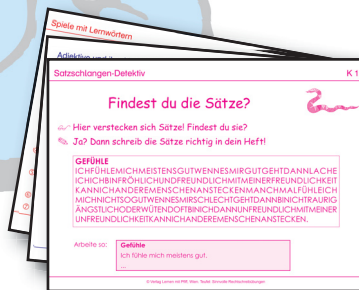 Spiele mit Lernwörtern
Adjektive und
Satzschlangen-Detektiv K 1
Findest du die Sätze?
Hier verstecken sich Sätze! Findest du sie?
Ja? Dann schreib die Sätze richtig in dein Heft!
GEFÜHLE
ICHFÜHLEMICHMEISTENSGUTWENNESMIRGUTGEHTDANNLACHE
ICHICHBINFRÖHLICHUNDFREUNDLICHMITMEINERFREUNDLICHKEIT
KANNICHANDEREMENSCHENANSTECKENMANCHMALFÜHLEICH
MICHNICHTSOGUTWENNESMIRSCHLECHTGEHTDANNBINICHTRAURIG
ÄNGSTLICHODERWÜTENDOFTBINICHDANNUNFREUNDLICHMITMEINER
UNFREUNDLICHKEITKANNICHANDEREMENSCHENANSTECKEN.
Arbeite so: Gefühle
Ich fühle mich meistens gut.
...